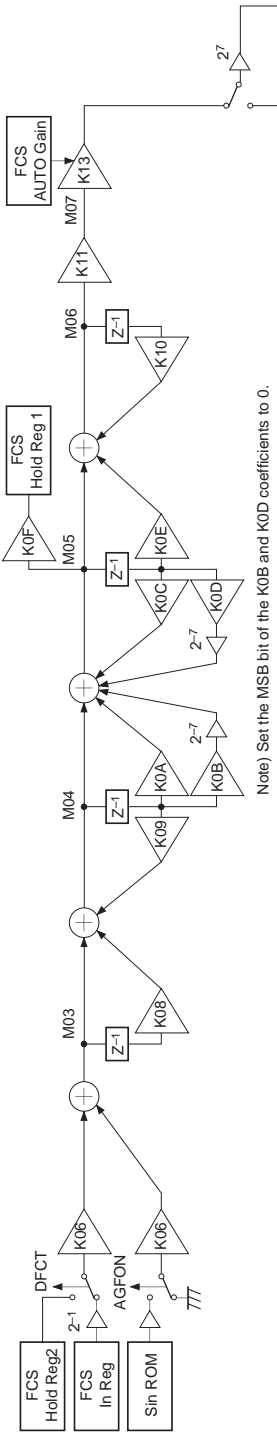 FCS
Hold Reg2
DFCT
FCS
In Reg
2⁻¹
K06
Sin ROM
AGFON
K06
M03
Z⁻¹
K08
M04
Z⁻¹
K09
K0A
K0B
2⁻⁷
M05
Z⁻¹
K0C
K0E
K0D
2⁻⁷
K0F
FCS
Hold Reg 1
M06
Z⁻¹
K10
K11
M07
K13
FCS
AUTO Gain
2⁷
Note) Set the MSB bit of the K0B and K0D coefficients to 0.